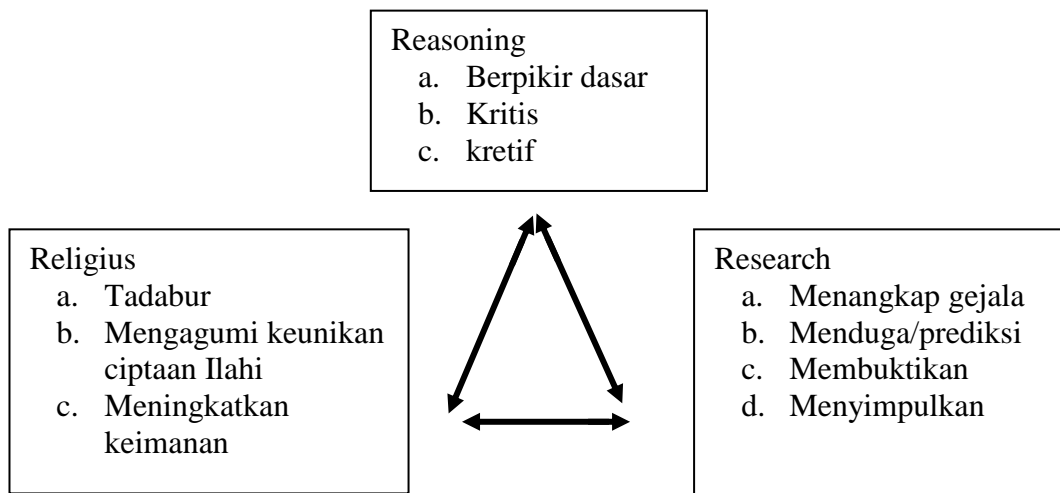 Reasoning
a. Berpikir dasar
b. Kritis
c. kretif
Religius
a. Tadabur
b. Mengagumi keunikan
ciptaan Ilahi
c. Meningkatkan
keimanan
Research
a. Menangkap gejala
b. Menduga/prediksi
c. Membuktikan
d. Menyimpulkan